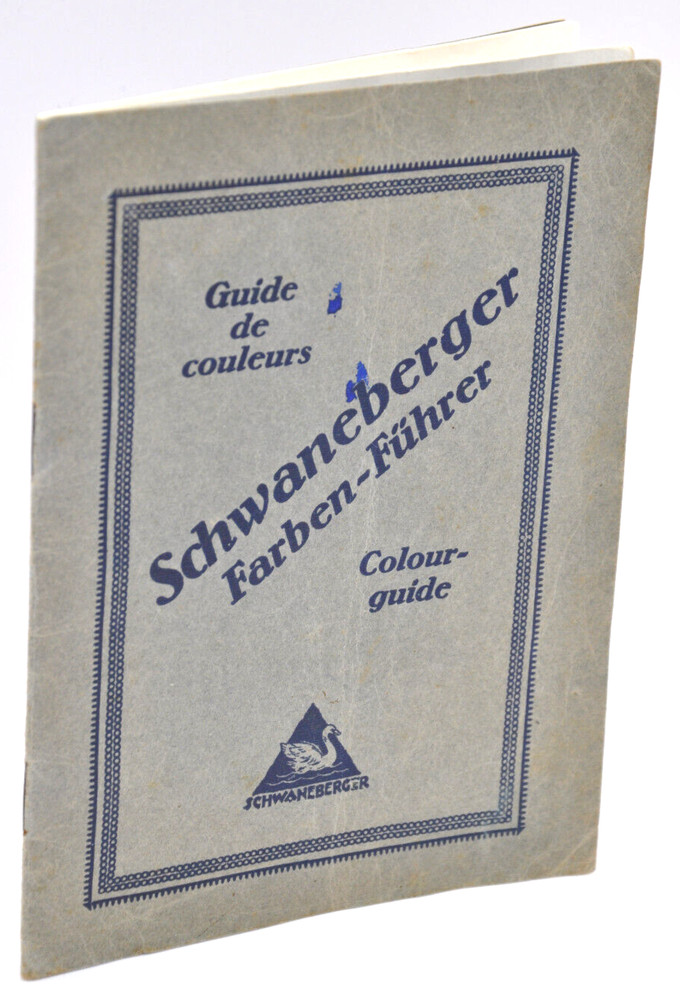 Guide
de
couleurs
Schwaneberger
Farben-Führer
Colour-
guide
SCHWANEBERGER